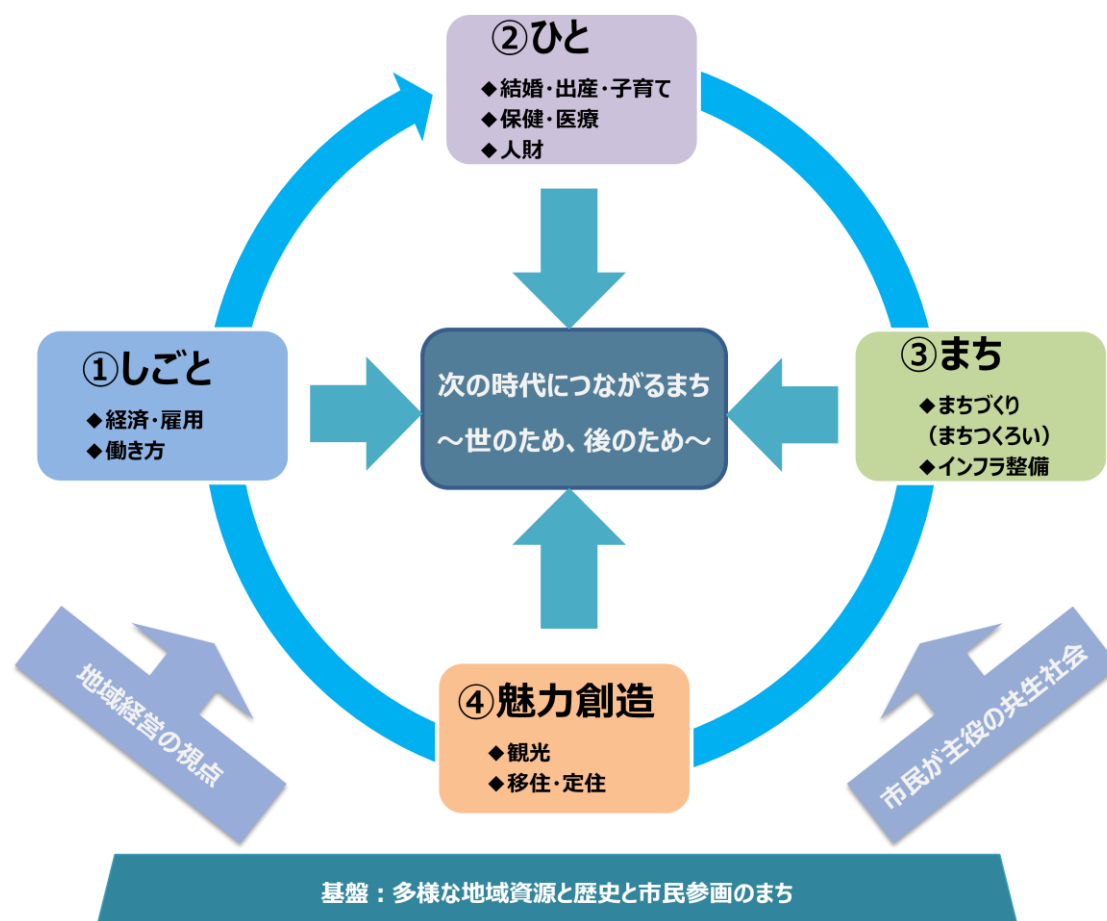 ②ひと
◆結婚・出産・子育て
◆保健・医療
◆人財
①しごと
◆経済・雇用
◆働き方
次の時代につながるまち
～世のため、後のため～
③まち
◆まちづくり
（まちつくろい）
◆インフラ整備
④魅力創造
◆観光
◆移住・定住
地域経営の視点
市民が主役の共生社会
基盤：多様な地域資源と歴史と市民参画のまち